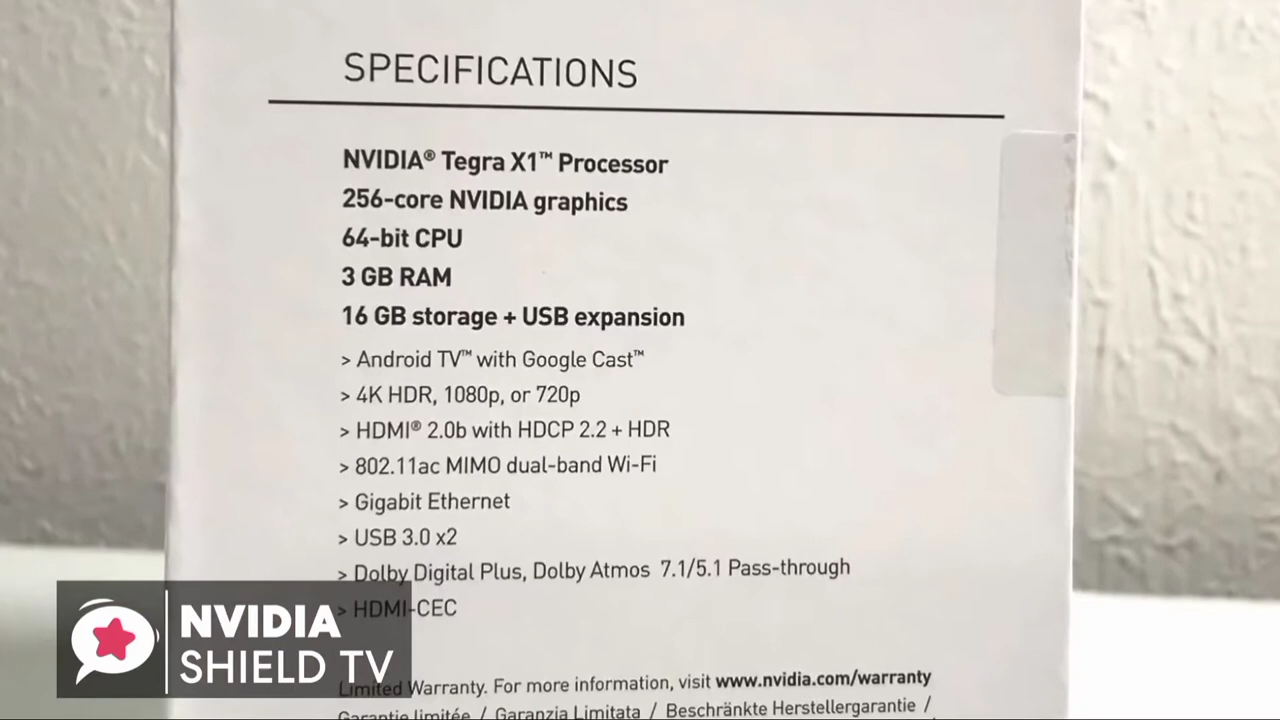 SPECIFICATIONS
NVIDIA® Tegra X1™ Processor
256-core NVIDIA graphics
64-bit CPU
3 GB RAM
16 GB storage + USB expansion
> Android TV™ with Google Cast™
> 4K HDR, 1080p, or 720p
> HDMI® 2.0b with HDCP 2.2 + HDR
> 802.11ac MIMO dual-band Wi-Fi
> Gigabit Ethernet
> USB 3.0 x2
> Dolby Digital Plus, Dolby Atmos 7.1/5.1 Pass-through
> HDMI-CEC
Limited Warranty. For more information, visit www.nvidia.com/warranty
Garantie limitée / Garanzia Limitata / Beschränkte Herstellergarantie /
NVIDIA
SHIELD TV